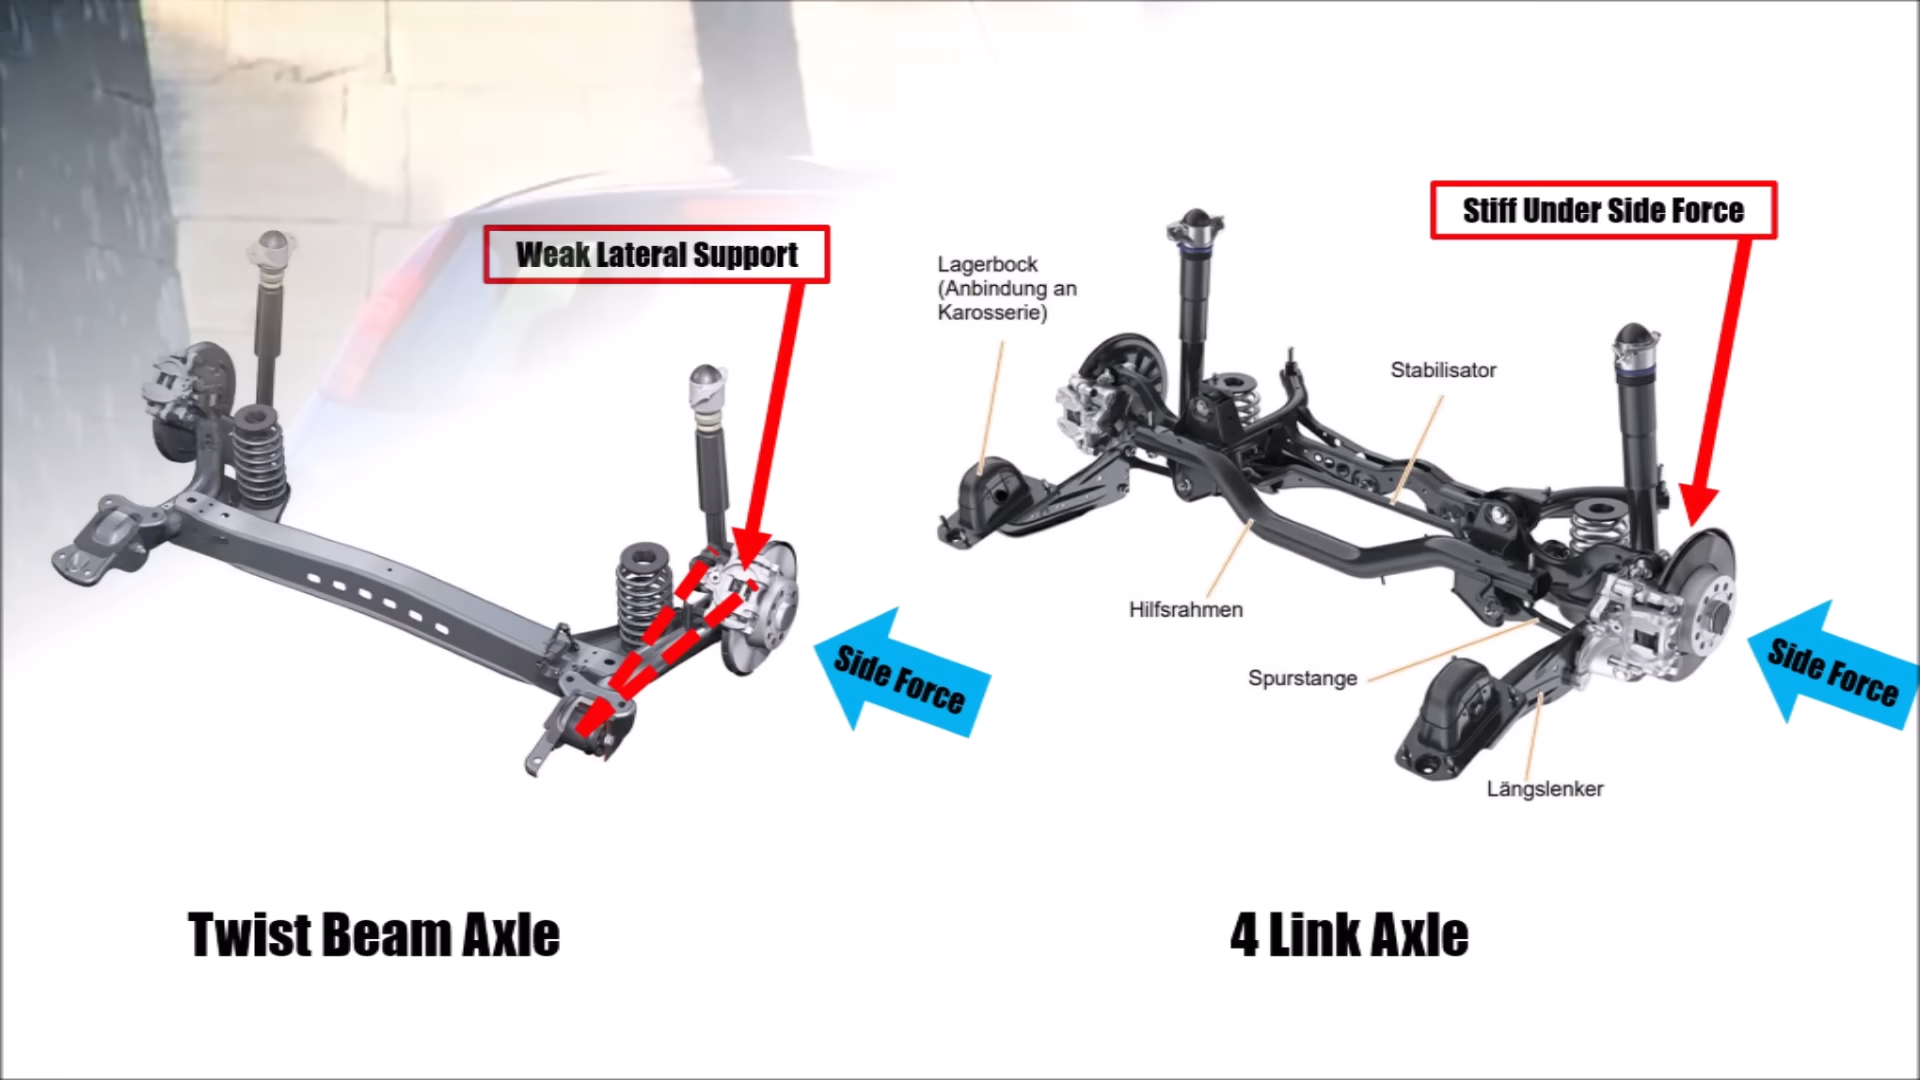 Weak Lateral Support
Side Force
Twist Beam Axle
Stiff Under Side Force
Lagerbock
(Anbindung an
Karosserie)
Stabilisator
Hilfsrahmen
Spurstange
Längslenker
Side Force
4 Link Axle